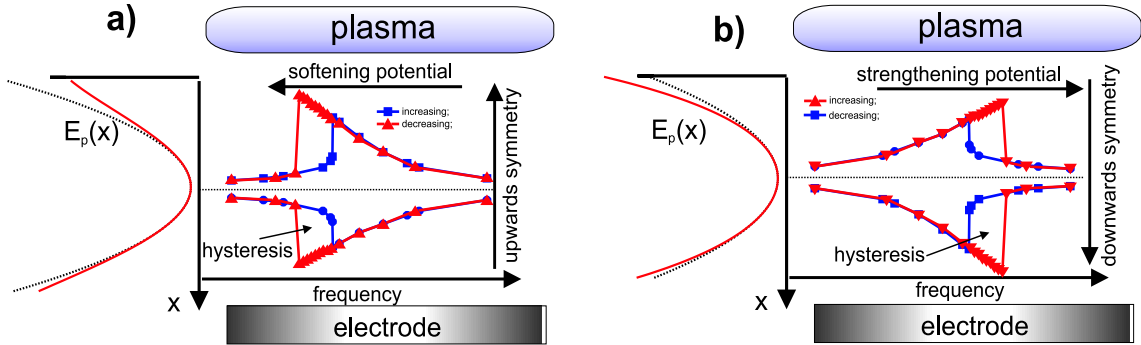 a)
plasma
softening potential
increasing;
decreasing;
Eₚ(x)
upwards symmetry
hysteresis
x
frequency
electrode
b)
plasma
strengthening potential
increasing;
decreasing;
Eₚ(x)
downwards symmetry
hysteresis
x
frequency
electrode